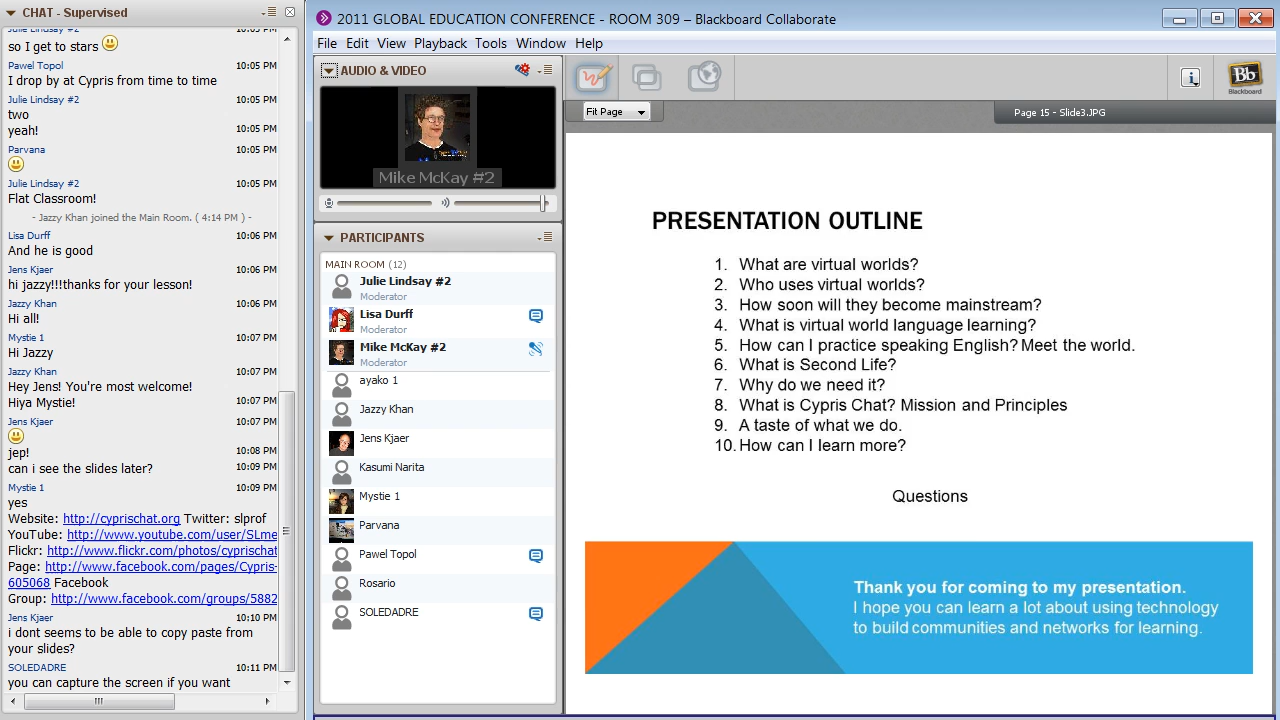 CHAT - Supervised
Julie Lindsay #2 10:05 PM
so I get to stars
Pawel Topol 10:05 PM
I drop by at Cypris from time to time
Julie Lindsay #2 10:05 PM
two
yeah! 10:05 PM
Parvana 10:05 PM
Julie Lindsay #2 10:05 PM
Flat Classroom!
- Jazzy Khan joined the Main Room. ( 4:14 PM ) -
Lisa Durff 10:06 PM
And he is good
Jens Kjaer 10:06 PM
hi jazzy!!!thanks for your lesson!
Jazzy Khan 10:06 PM
Hi all!
Mystie 1 10:07 PM
Hi Jazzy
Jazzy Khan 10:07 PM
Hey Jens! You're most welcome!
Hiya Mystie! 10:07 PM
Jens Kjaer 10:07 PM
jep! 10:08 PM
can i see the slides later? 10:09 PM
Mystie 1 10:09 PM
yes
Website: http://cyprischat.org Twitter: slprof
YouTube: http://www.youtube.com/user/SLme
Flickr: http://www.flickr.com/photos/cyprischat
Page: http://www.facebook.com/pages/Cypris-
605068 Facebook
Group: http://www.facebook.com/groups/5882
Jens Kjaer 10:10 PM
i dont seems to be able to copy paste from
your slides?
SOLEDADRE 10:11 PM
you can capture the screen if you want
2011 GLOBAL EDUCATION CONFERENCE - ROOM 309 – Blackboard Collaborate
File Edit View Playback Tools Window Help
AUDIO & VIDEO
Mike McKay #2
PARTICIPANTS
MAIN ROOM (12)
Julie Lindsay #2
Moderator
Lisa Durff
Moderator
Mike McKay #2
Moderator
ayako 1
Jazzy Khan
Jens Kjaer
Kasumi Narita
Mystie 1
Parvana
Pawel Topol
Rosario
SOLEDADRE
Bb
Blackboard
Fit Page
Page 15 - Slide3.JPG
PRESENTATION OUTLINE
1. What are virtual worlds?
2. Who uses virtual worlds?
3. How soon will they become mainstream?
4. What is virtual world language learning?
5. How can I practice speaking English? Meet the world.
6. What is Second Life?
7. Why do we need it?
8. What is Cypris Chat? Mission and Principles
9. A taste of what we do.
10. How can I learn more?
Questions
Thank you for coming to my presentation.
I hope you can learn a lot about using technology
to build communities and networks for learning.